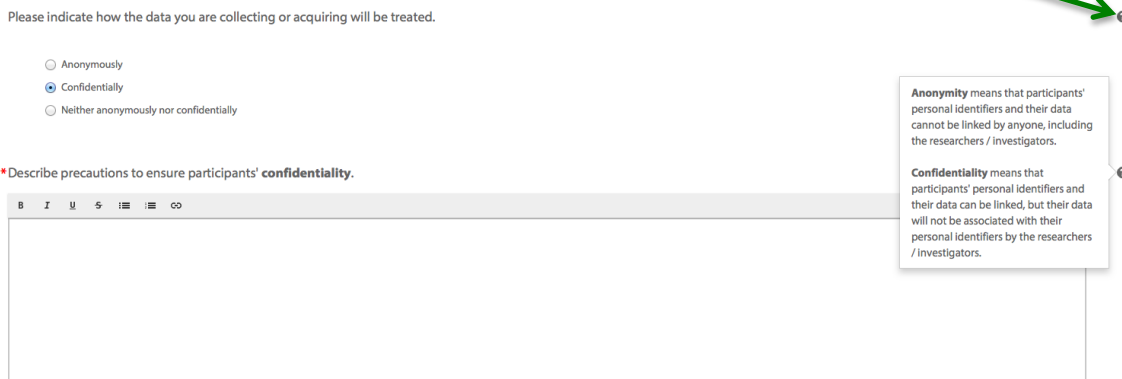 Please indicate how the data you are collecting or acquiring will be treated.
Anonymously
Confidentially
Neither anonymously nor confidentially
Anonymity means that participants'
personal identifiers and their data
cannot be linked by anyone, including
the researchers / investigators.
Confidentiality means that
participants' personal identifiers and
their data can be linked, but their data
will not be associated with their
personal identifiers by the researchers
/ investigators.
*Describe precautions to ensure participants' confidentiality.
B I U S